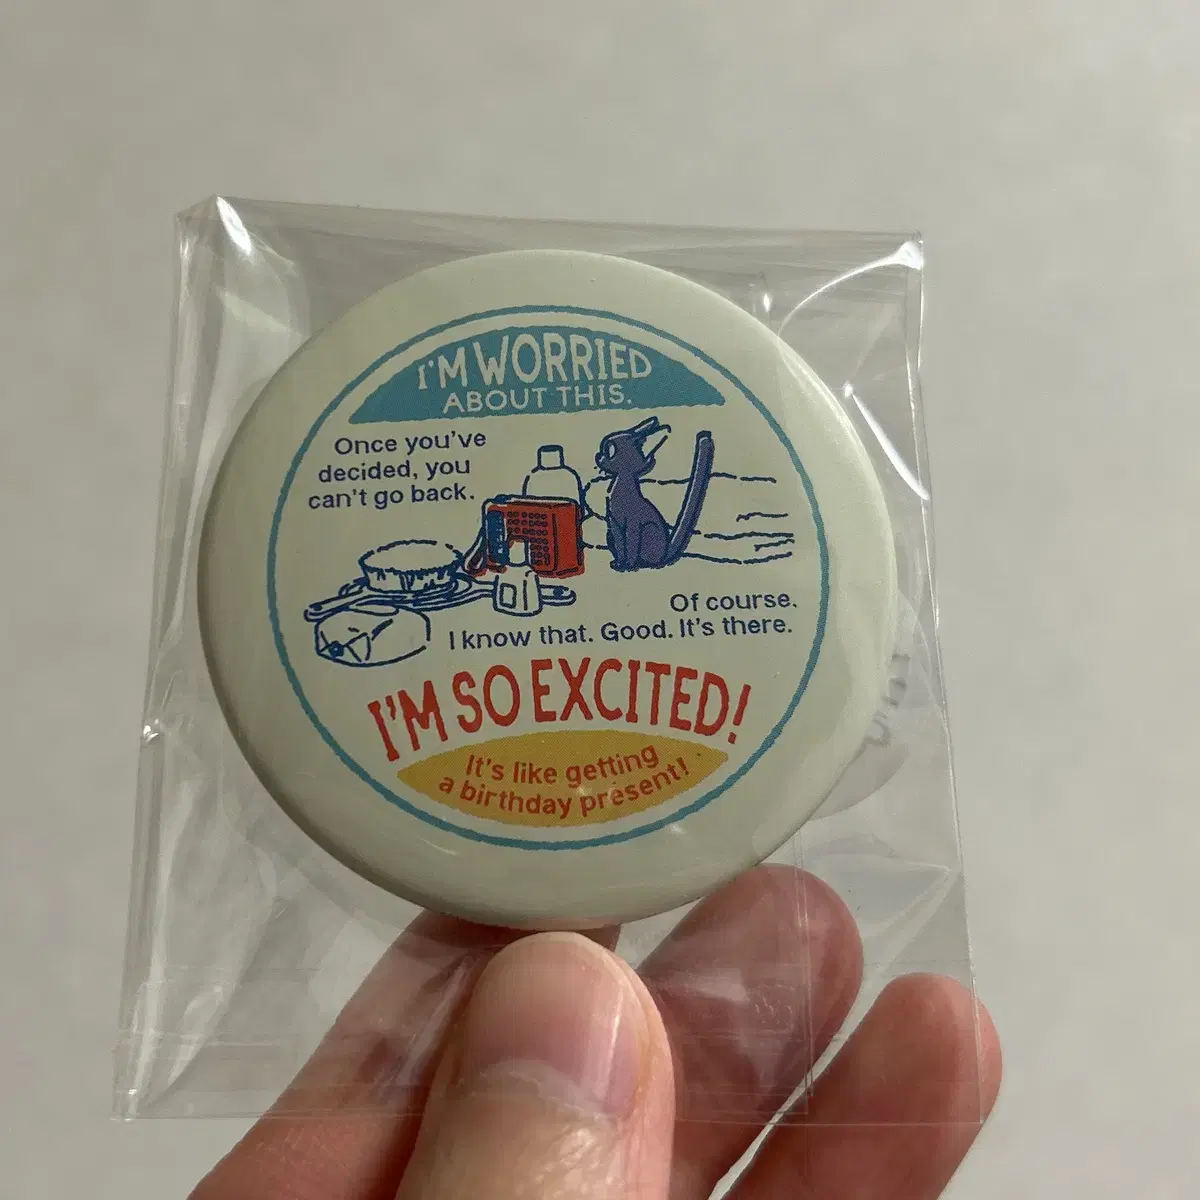 I'M WORRIED
ABOUT THIS.
Once you've
decided, you
can't go back.
Of course.
I know that. Good. It's there.
I'M SO EXCITED!
It's like getting
a birthday present!